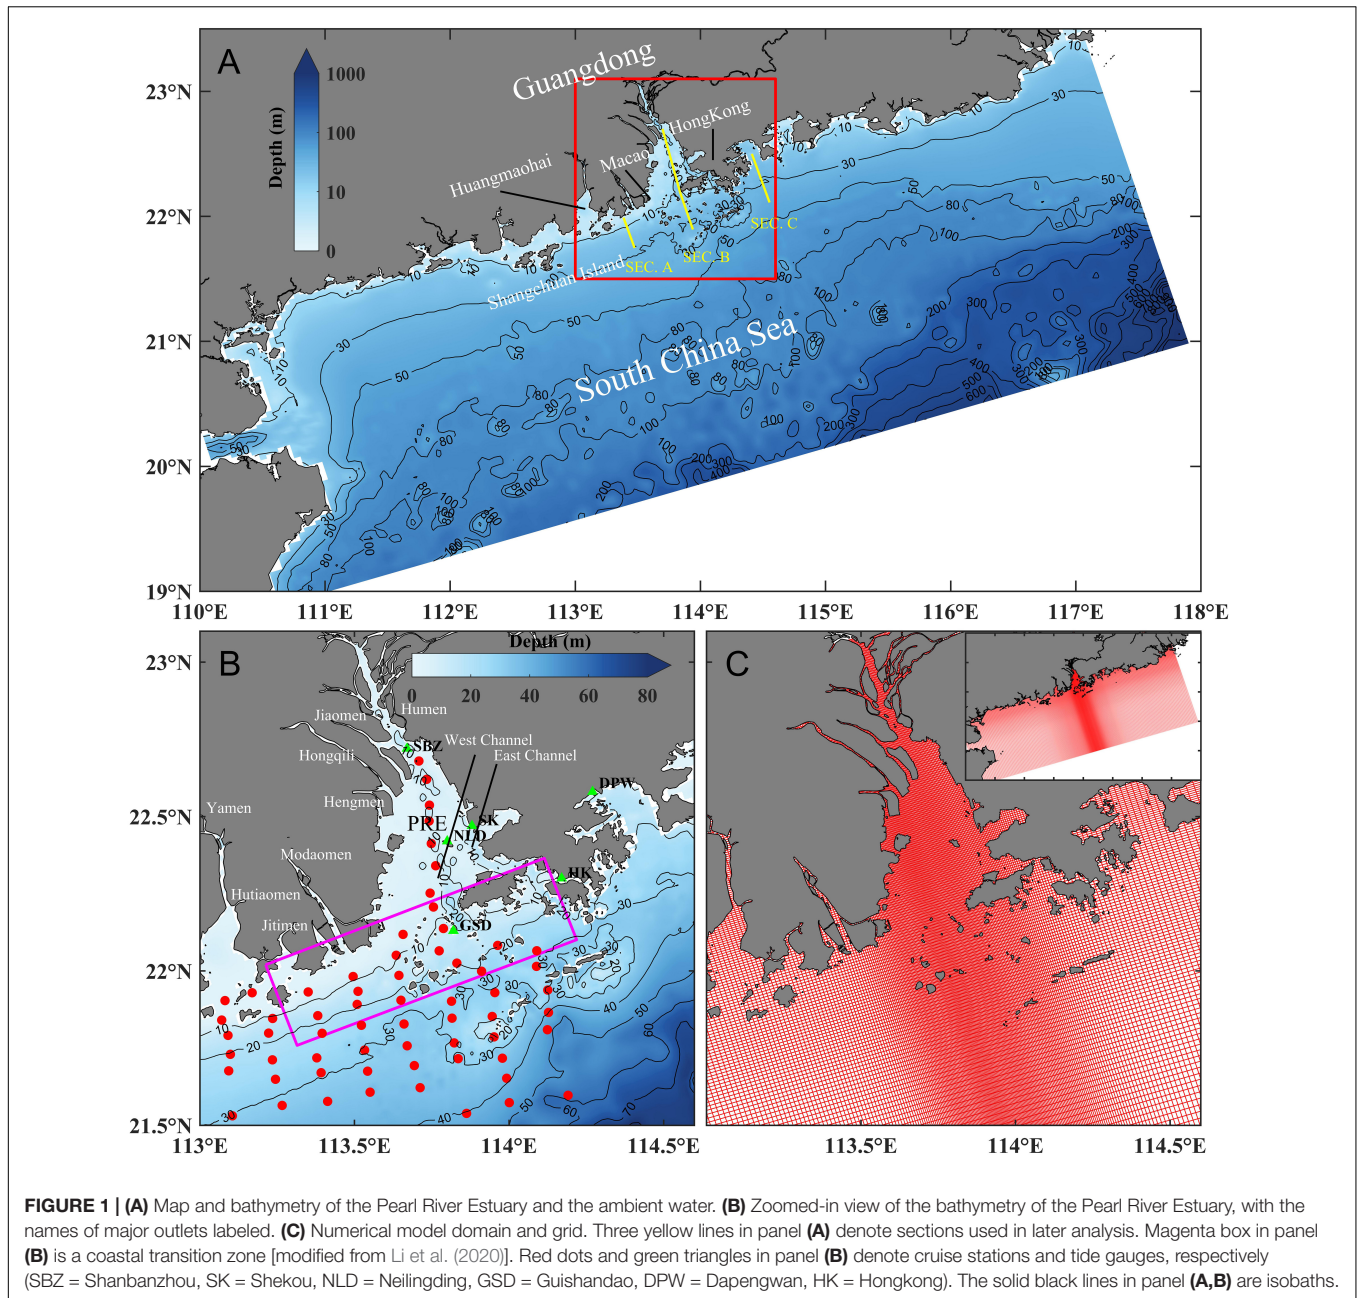 A
Guangdong
1000
100
10
0
Depth (m)
HongKong
Macao
Huangmaohai
SEC. C
SEC. B
SEC. A
Shangchuan Island
South China Sea
23°N
22°N
21°N
20°N
19°N
110°E 111°E 112°E 113°E 114°E 115°E 116°E 117°E 118°E
B
Depth (m)
0 20 40 60 80
Humen
Jiaomen
SBZ
West Channel
Hongqili
East Channel
DPW
Hengmen
Yamen
PRE
SK
NLD
Modaomen
HK
Hutiaomen
Jitimen
GSD
23°N
22.5°N
22°N
21.5°N
113°E 113.5°E 114°E 114.5°E
C
113.5°E 114°E 114.5°E
FIGURE 1 | (A) Map and bathymetry of the Pearl River Estuary and the ambient water. (B) Zoomed-in view of the bathymetry of the Pearl River Estuary, with the
names of major outlets labeled. (C) Numerical model domain and grid. Three yellow lines in panel (A) denote sections used in later analysis. Magenta box in panel
(B) is a coastal transition zone [modified from Li et al. (2020)]. Red dots and green triangles in panel (B) denote cruise stations and tide gauges, respectively
(SBZ = Shanbanzhou, SK = Shekou, NLD = Neilingding, GSD = Guishandao, DPW = Dapengwan, HK = Hongkong). The solid black lines in panel (A,B) are isobaths.